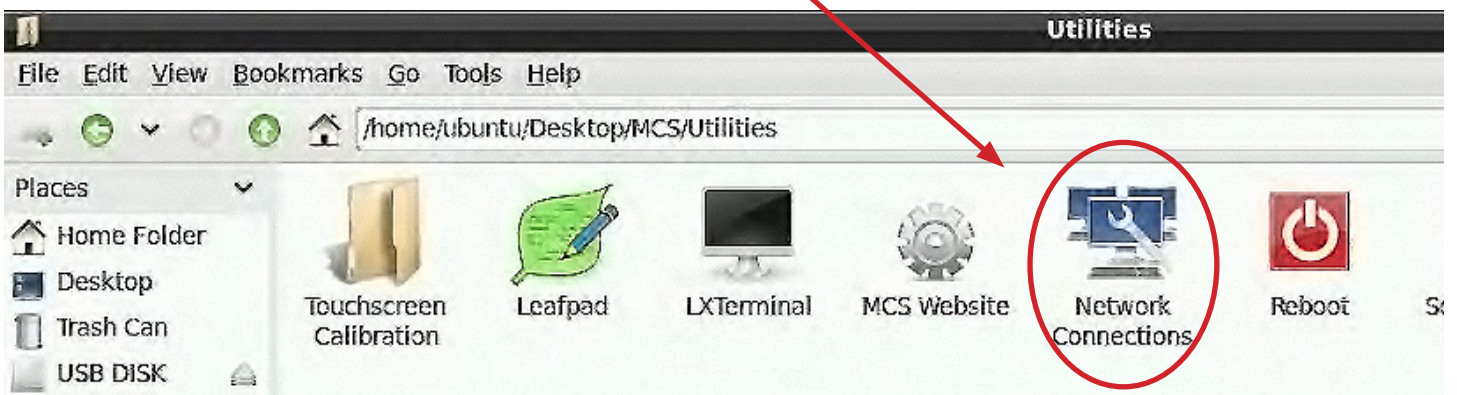 Utilities
File Edit View Bookmarks Go Tools Help
/home/ubuntu/Desktop/MCS/Utilities
Places
Home Folder
Desktop
Trash Can
USB DISK
Touchscreen
Calibration
Leafpad
LXTerminal
MCS Website
Network
Connections
Reboot